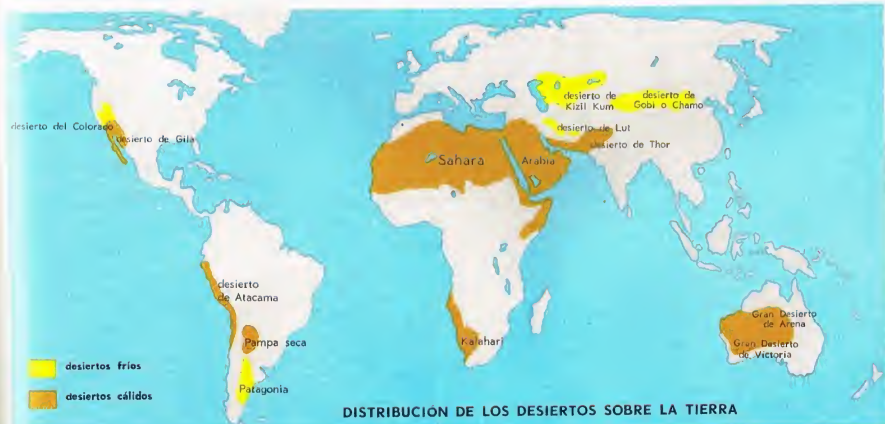 desierto del Colorado
desierto de Gila
desierto
de Atacama
Pampa seca
Patagonia
desiertos fríos
desiertos cálidos
Sahara
Arabia
Kalahari
desierto de
Kizil Kum
desierto de
Gobi o Chamo
desierto de Lut
desierto de Thor
Gran Desierto
de Arena
Gran Desierto
de Victoria
DISTRIBUCIÓN DE LOS DESIERTOS SOBRE LA TIERRA